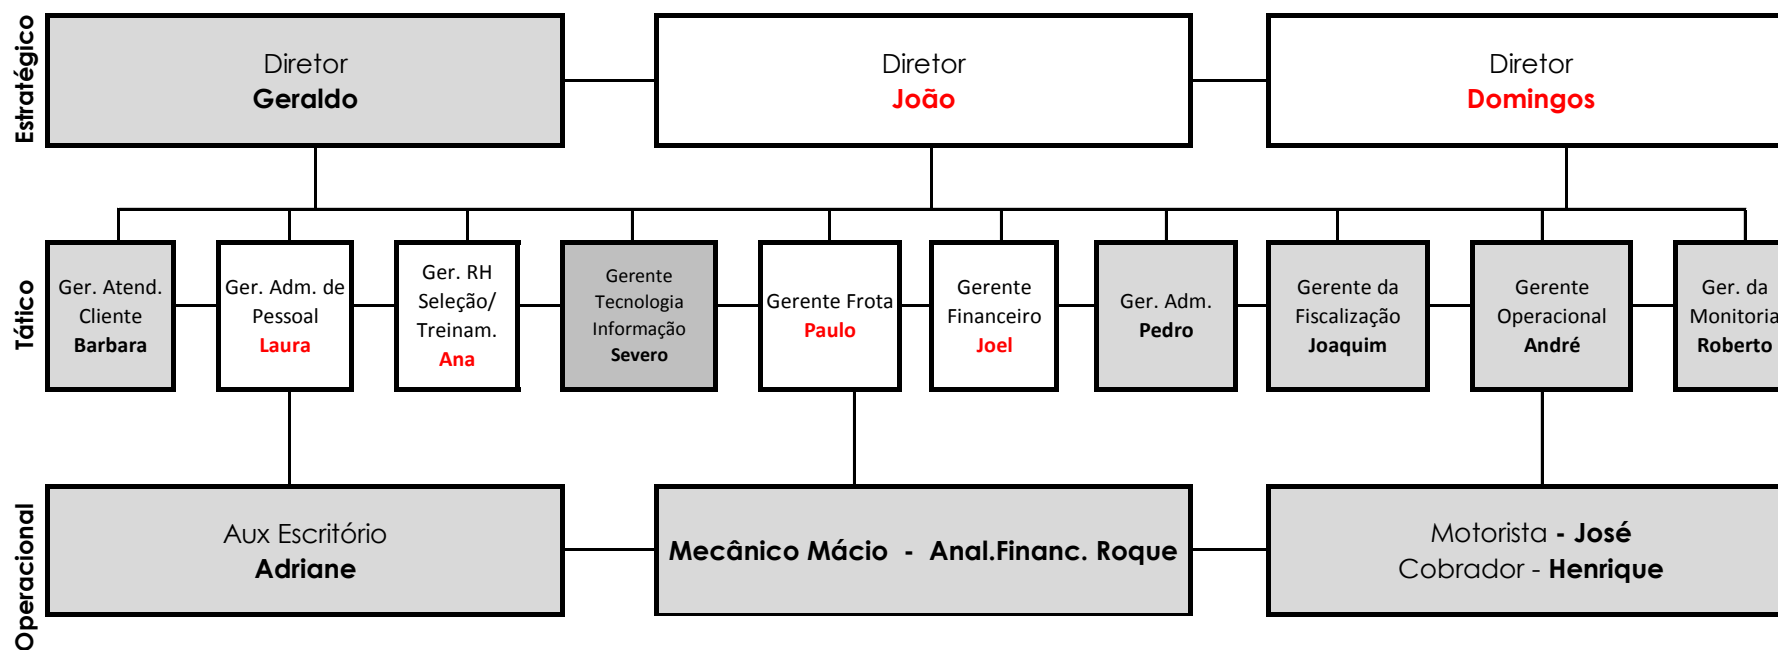 Estratégico
Diretor
Geraldo
Diretor
João
Diretor
Domingos
Tático
Ger. Atend.
Cliente
Barbara
Ger. Adm. de
Pessoal
Laura
Ger. RH
Seleção/
Treinam.
Ana
Gerente
Tecnologia
Informação
Severo
Gerente Frota
Paulo
Gerente
Financeiro
Joel
Ger. Adm.
Pedro
Gerente da
Fiscalização
Joaquim
Gerente
Operacional
André
Ger. da
Monitoria
Roberto
Operacional
Aux Escritório
Adriane
Mecânico Mácio - Anal.Financ. Roque
Motorista - José
Cobrador - Henrique